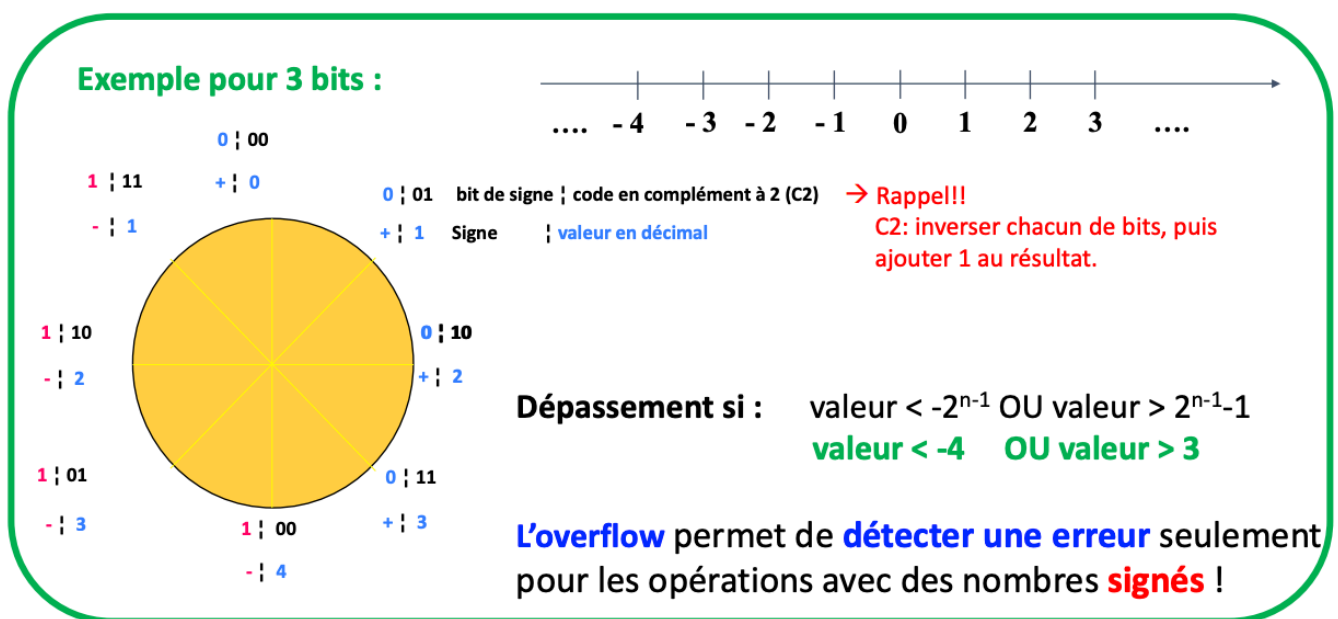 Exemple pour 3 bits :
.... - 4 - 3 - 2 - 1 0 1 2 3 ....
0 ¦ 00
+ ¦ 0
1 ¦ 11
- ¦ 1
0 ¦ 01 bit de signe ¦ code en complément à 2 (C2)
+ ¦ 1 Signe ¦ valeur en décimal
→ Rappel!!
C2: inverser chacun de bits, puis
ajouter 1 au résultat.
1 ¦ 10
- ¦ 2
0 ¦ 10
+ ¦ 2
Dépassement si : valeur < -2ⁿ⁻¹ OU valeur > 2ⁿ⁻¹-1
valeur < -4 OU valeur > 3
1 ¦ 01
- ¦ 3
0 ¦ 11
+ ¦ 3
1 ¦ 00
- ¦ 4
L'overflow permet de détecter une erreur seulement
pour les opérations avec des nombres signés !